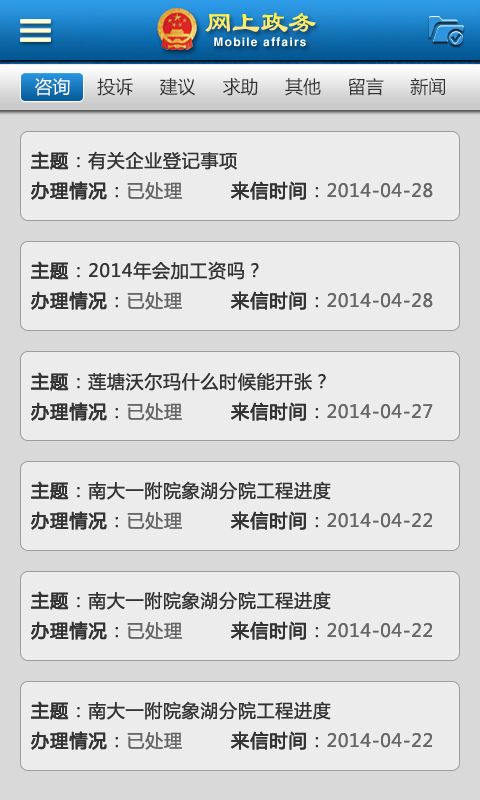 网上政务
Mobile affairs
咨询 投诉 建议 求助 其他 留言 新闻
主题：有关企业登记事项
办理情况：已处理 来信时间：2014-04-28
主题：2014年会加工资吗？
办理情况：已处理 来信时间：2014-04-28
主题：莲塘沃尔玛什么时候能开张？
办理情况：已处理 来信时间：2014-04-27
主题：南大一附院象湖分院工程进度
办理情况：已处理 来信时间：2014-04-22
主题：南大一附院象湖分院工程进度
办理情况：已处理 来信时间：2014-04-22
主题：南大一附院象湖分院工程进度
办理情况：已处理 来信时间：2014-04-22